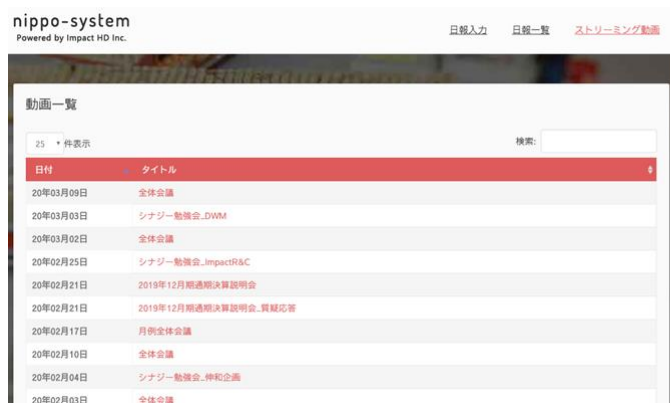 nippo-system
Powered by Impact HD Inc.
日報入力 日報一覧 ストリーミング動画
動画一覧
25 件表示 検索:
日付 タイトル
20年03月09日 全体会議
20年03月03日 シナジー勉強会_DWM
20年03月02日 全体会議
20年02月25日 シナジー勉強会_ImpactR&C
20年02月21日 2019年12月期通期決算説明会
20年02月21日 2019年12月期通期決算説明会_質疑応答
20年02月17日 月例全体会議
20年02月10日 全体会議
20年02月04日 シナジー勉強会_伸和企画
20年02月03日 全体会議